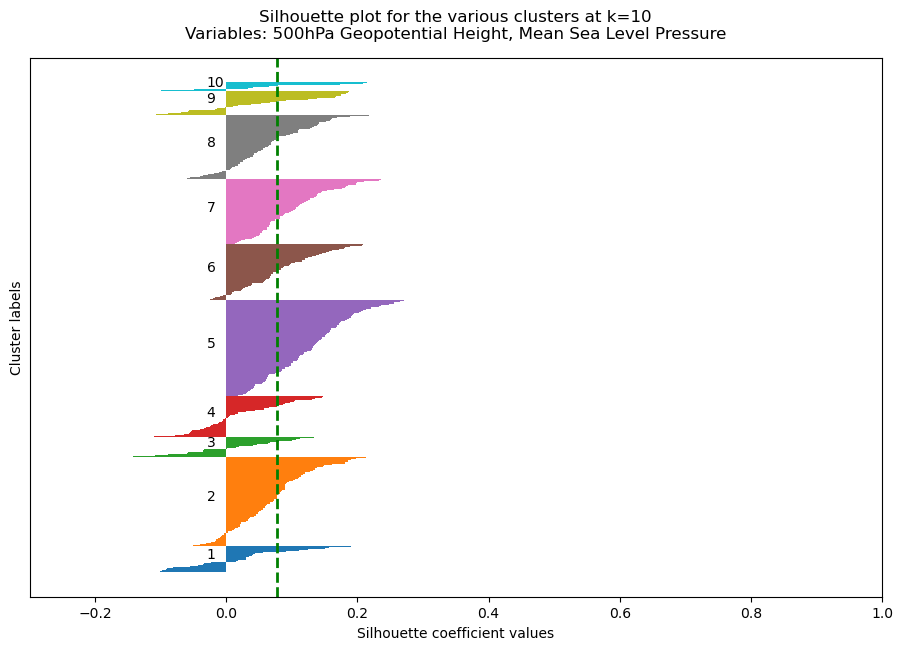 Silhouette plot for the various clusters at k=10
Variables: 500hPa Geopotential Height, Mean Sea Level Pressure
Cluster labels
10
9
8
7
6
5
4
3
2
1
−0.2 0.0 0.2 0.4 0.6 0.8 1.0
Silhouette coefficient values